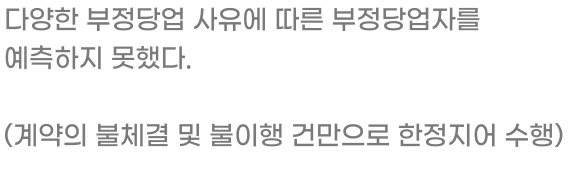 다양한 부정당업 사유에 따른 부정당업자를
예측하지 못했다.
(계약의 불체결 및 불이행 건만으로 한정지어 수행)